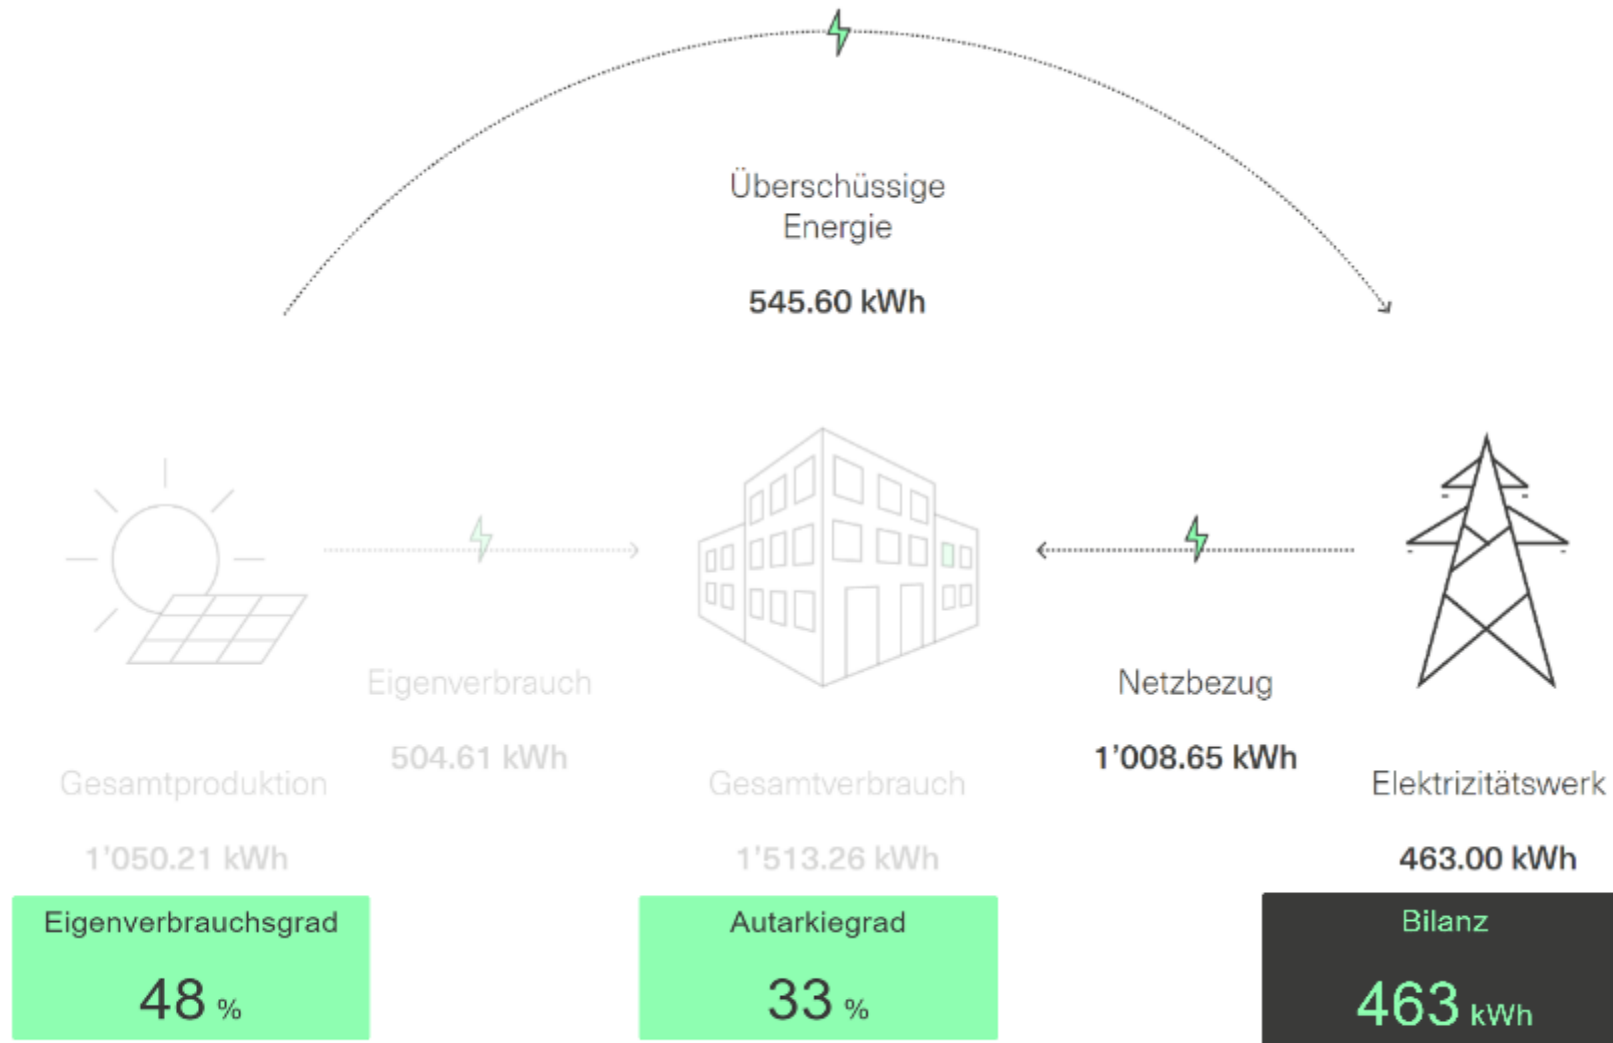 Überschüssige
Energie
545.60 kWh
Eigenverbrauch
504.61 kWh
Netzbezug
1’008.65 kWh
Gesamtproduktion
1’050.21 kWh
Gesamtverbrauch
1’513.26 kWh
Elektrizitätswerk
463.00 kWh
Eigenverbrauchsgrad
48 %
Autarkiegrad
33 %
Bilanz
463 kWh